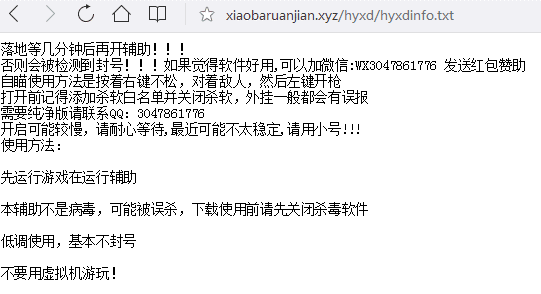 xiaobaruanjian.xyz/hyxd/hyxdinfo.txt
落地等几分钟后再开辅助!!!
否则会被检测到封号!!!如果觉得软件好用,可以加微信:WX3047861776 发送红包赞助
自瞄使用方法是按着右键不松，对着敌人，然后左键开枪
打开前记得添加杀软白名单并关闭杀软，外挂一般都会有误报
需要纯净版请联系QQ：3047861776
开启可能较慢，请耐心等待,最近可能不太稳定,请用小号!!!
使用方法：
先运行游戏在运行辅助
本辅助不是病毒，可能被误杀，下载使用前请先关闭杀毒软件
低调使用，基本不封号
不要用虚拟机游玩!